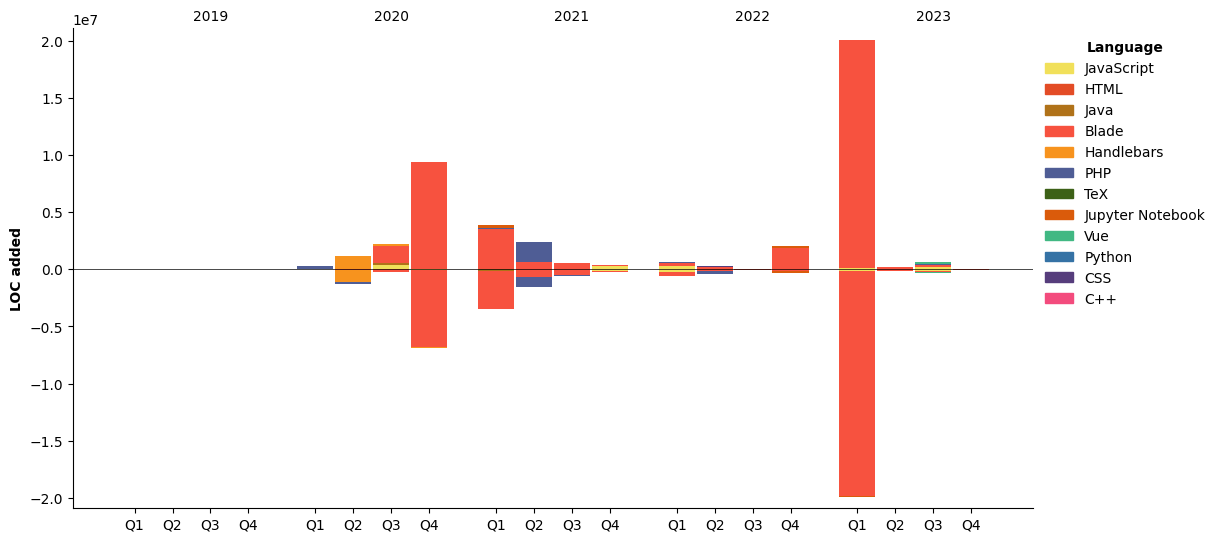 1e7
2019 2020 2021 2022 2023
2.0
1.5
1.0
0.5
0.0
−0.5
−1.0
−1.5
−2.0
LOC added
Q1 Q2 Q3 Q4 Q1 Q2 Q3 Q4 Q1 Q2 Q3 Q4 Q1 Q2 Q3 Q4 Q1 Q2 Q3 Q4
Language
JavaScript
HTML
Java
Blade
Handlebars
PHP
TeX
Jupyter Notebook
Vue
Python
CSS
C++